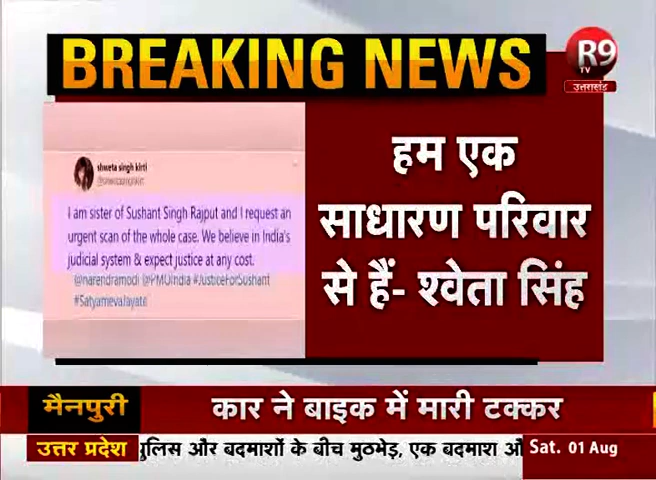 BREAKING NEWS
R9
TV
उत्तराखंड
shweta singh kirti
I am sister of Sushant Singh Rajput and I request an
urgent scan of the whole case. We believe in India's
judicial system & expect justice at any cost.
@narendramodi @PMOIndia #JusticeForSushant
#Satyamevajayate
हम एक
साधारण परिवार
से हैं- श्वेता सिंह
मैनपुरी
कार ने बाइक में मारी टक्कर
उत्तर प्रदेश
पुलिस और बदमाशों के बीच मुठभेड़, एक बदमाश
Sat. 01 Aug